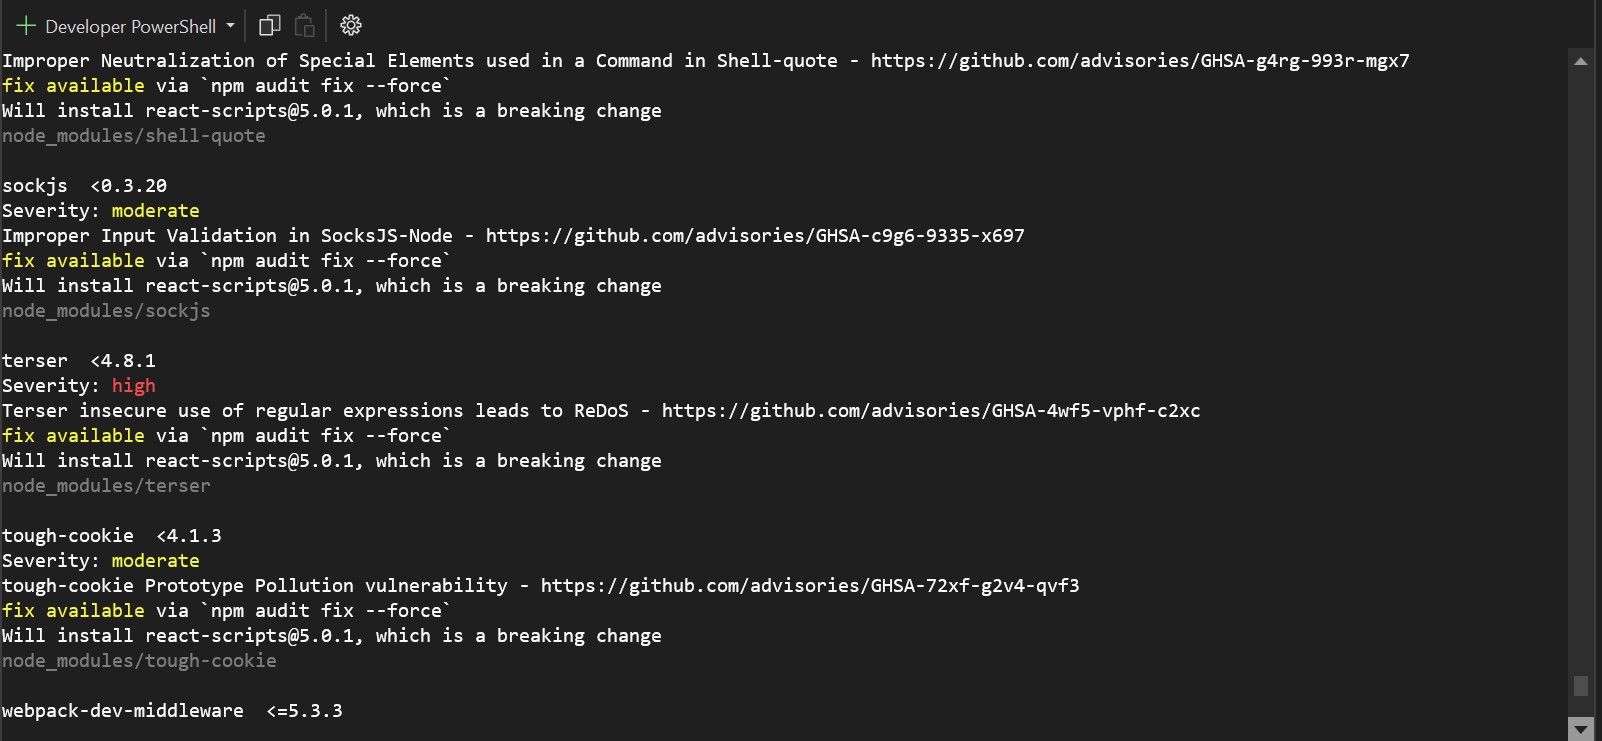 Developer PowerShell
Improper Neutralization of Special Elements used in a Command in Shell-quote - https://github.com/advisories/GHSA-g4rg-993r-mgx7
fix available via `npm audit fix --force`
Will install react-scripts@5.0.1, which is a breaking change
node_modules/shell-quote
sockjs  <0.3.20
Severity: moderate
Improper Input Validation in SocksJS-Node - https://github.com/advisories/GHSA-c9g6-9335-x697
fix available via `npm audit fix --force`
Will install react-scripts@5.0.1, which is a breaking change
node_modules/sockjs
terser  <4.8.1
Severity: high
Terser insecure use of regular expressions leads to ReDoS - https://github.com/advisories/GHSA-4wf5-vphf-c2xc
fix available via `npm audit fix --force`
Will install react-scripts@5.0.1, which is a breaking change
node_modules/terser
tough-cookie  <4.1.3
Severity: moderate
tough-cookie Prototype Pollution vulnerability - https://github.com/advisories/GHSA-72xf-g2v4-qvf3
fix available via `npm audit fix --force`
Will install react-scripts@5.0.1, which is a breaking change
node_modules/tough-cookie
webpack-dev-middleware  <=5.3.3